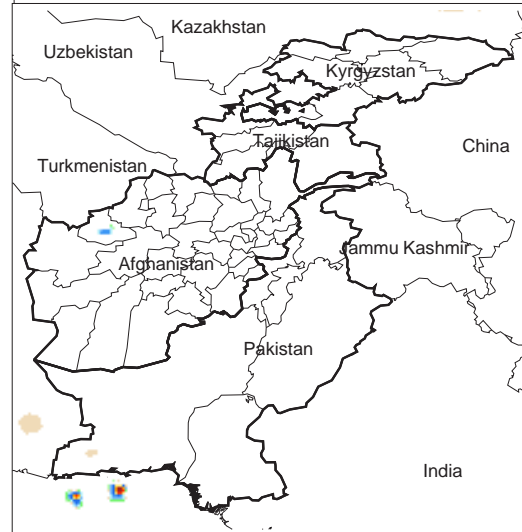 Kazakhstan
Uzbekistan
Kyrgyzstan
Tajikistan
China
Turkmenistan
Jammu Kashmir
Afghanistan
Pakistan
India